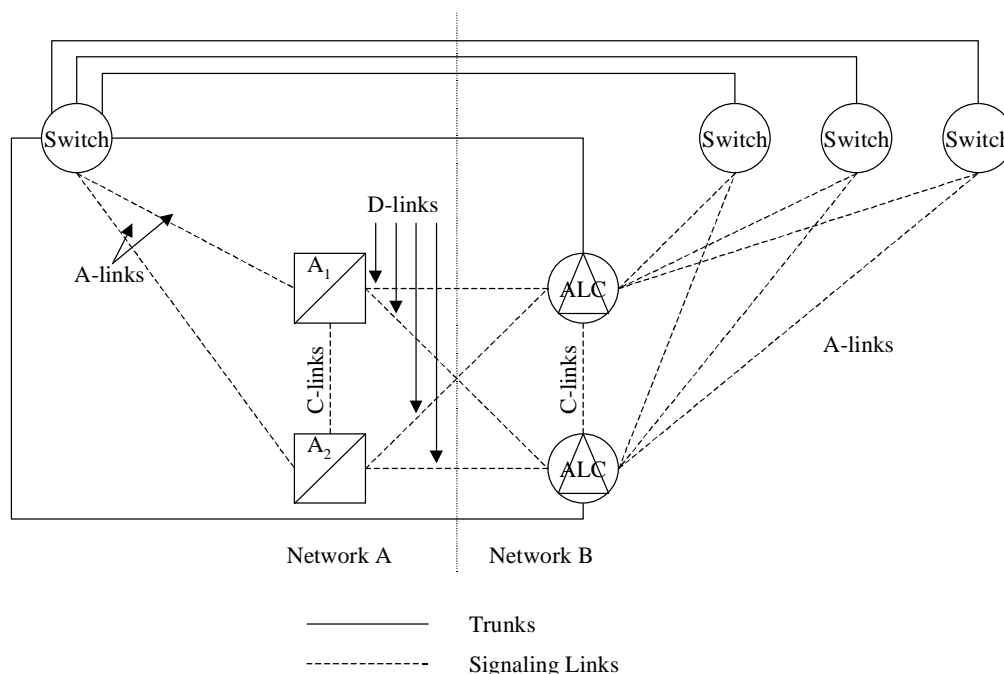 Switch
Switch
Switch
Switch
D-links
A-links
A1
ALC
C-links
C-links
A-links
A2
ALC
Network A
Network B
Trunks
Signaling Links